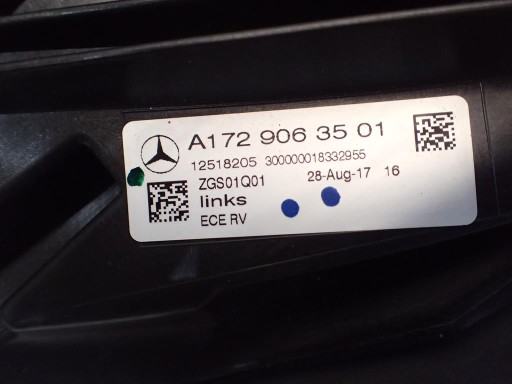 A172 906 35 01
12518205 300000018332955
ZGS01Q01 28-Aug-17 16
links
ECE RV